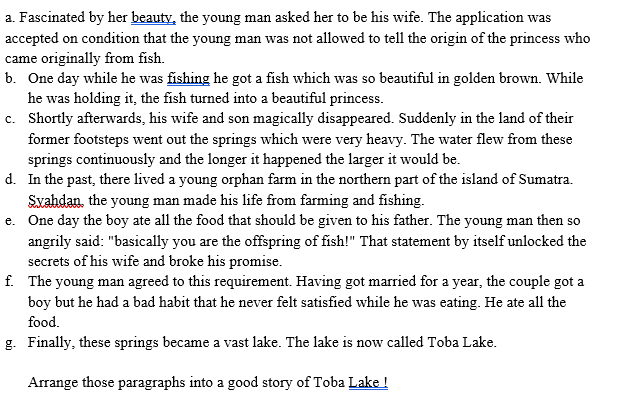 a. Fascinated by her beauty, the young man asked her to be his wife. The application was
accepted on condition that the young man was not allowed to tell the origin of the princess who
came originally from fish.
b. One day while he was fishing he got a fish which was so beautiful in golden brown. While
he was holding it, the fish turned into a beautiful princess.
c. Shortly afterwards, his wife and son magically disappeared. Suddenly in the land of their
former footsteps went out the springs which were very heavy. The water flew from these
springs continuously and the longer it happened the larger it would be.
d. In the past, there lived a young orphan farm in the northern part of the island of Sumatra.
Syahdan, the young man made his life from farming and fishing.
e. One day the boy ate all the food that should be given to his father. The young man then so
angrily said: "basically you are the offspring of fish!" That statement by itself unlocked the
secrets of his wife and broke his promise.
f. The young man agreed to this requirement. Having got married for a year, the couple got a
boy but he had a bad habit that he never felt satisfied while he was eating. He ate all the
food.
g. Finally, these springs became a vast lake. The lake is now called Toba Lake.
Arrange those paragraphs into a good story of Toba Lake !